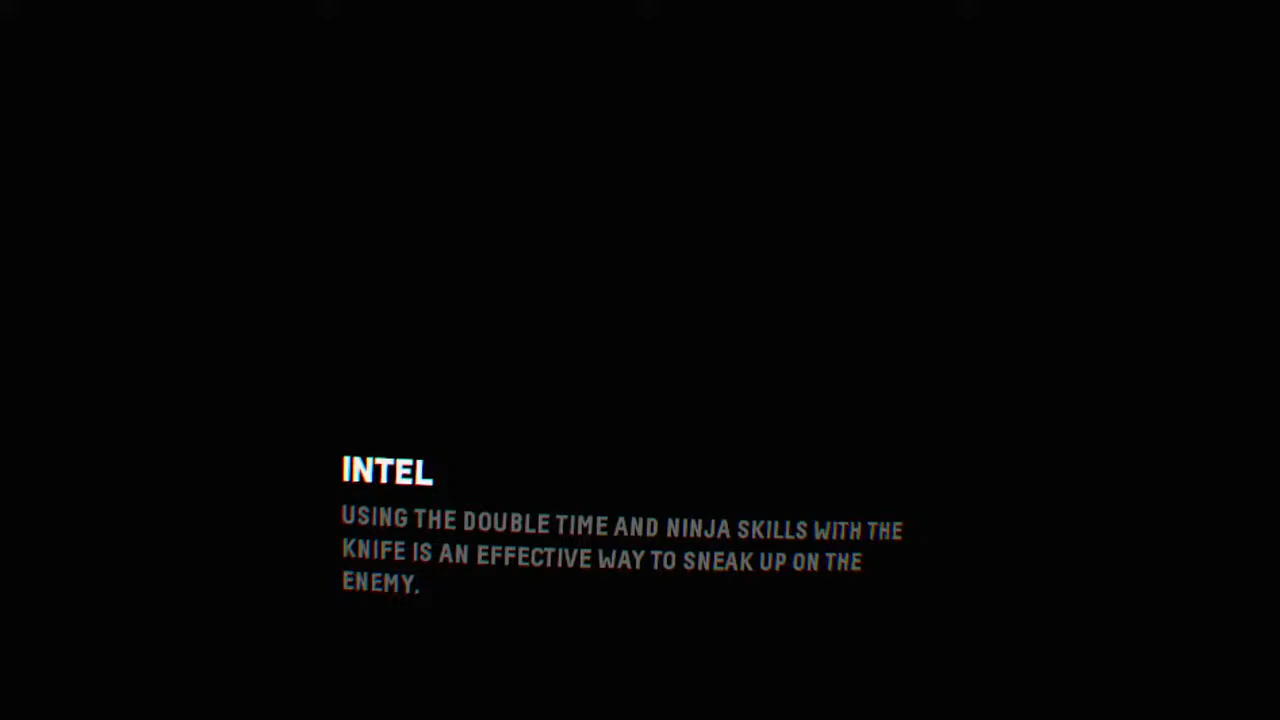 INTEL
USING THE DOUBLE TIME AND NINJA SKILLS WITH THE
KNIFE IS AN EFFECTIVE WAY TO SNEAK UP ON THE
ENEMY.